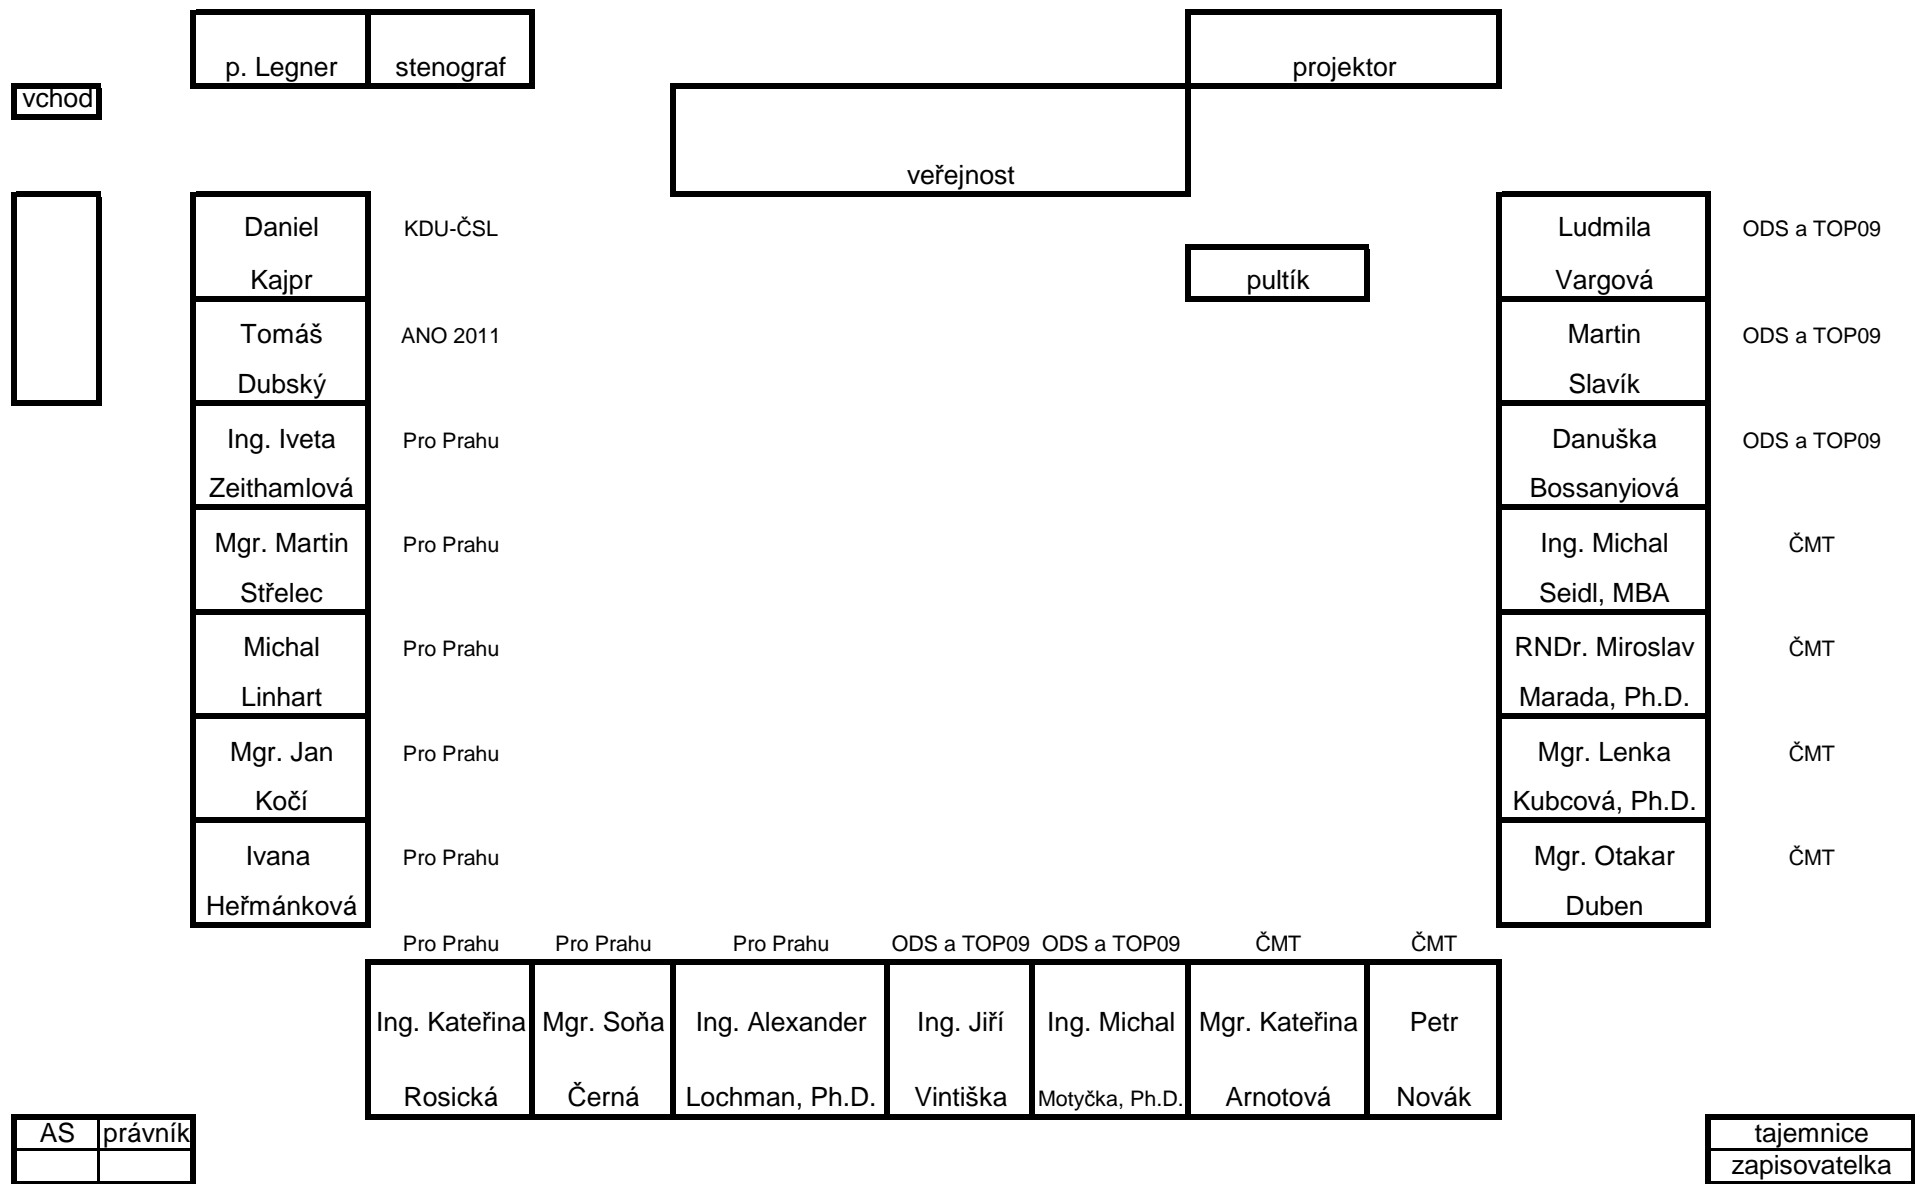 p. Legner stenograf projektor
vchod
veřejnost
Daniel KDU-ČSL Ludmila ODS a TOP09
Kajpr pultík Vargová
Tomáš ANO 2011 Martin ODS a TOP09
Dubský Slavík
Ing. Iveta Pro Prahu Danuška ODS a TOP09
Zeithamlová Bossanyiová
Mgr. Martin Pro Prahu Ing. Michal ČMT
Střelec Seidl, MBA
Michal Pro Prahu RNDr. Miroslav ČMT
Linhart Marada, Ph.D.
Mgr. Jan Pro Prahu Mgr. Lenka ČMT
Kočí Kubcová, Ph.D.
Ivana Pro Prahu Mgr. Otakar ČMT
Heřmánková Duben
Pro Prahu Pro Prahu Pro Prahu ODS a TOP09 ODS a TOP09 ČMT ČMT
Ing. Kateřina Mgr. Soňa Ing. Alexander Ing. Jiří Ing. Michal Mgr. Kateřina Petr
Rosická Černá Lochman, Ph.D. Vintiška Motyčka, Ph.D. Arnotová Novák
AS právník tajemnice
zapisovatelka